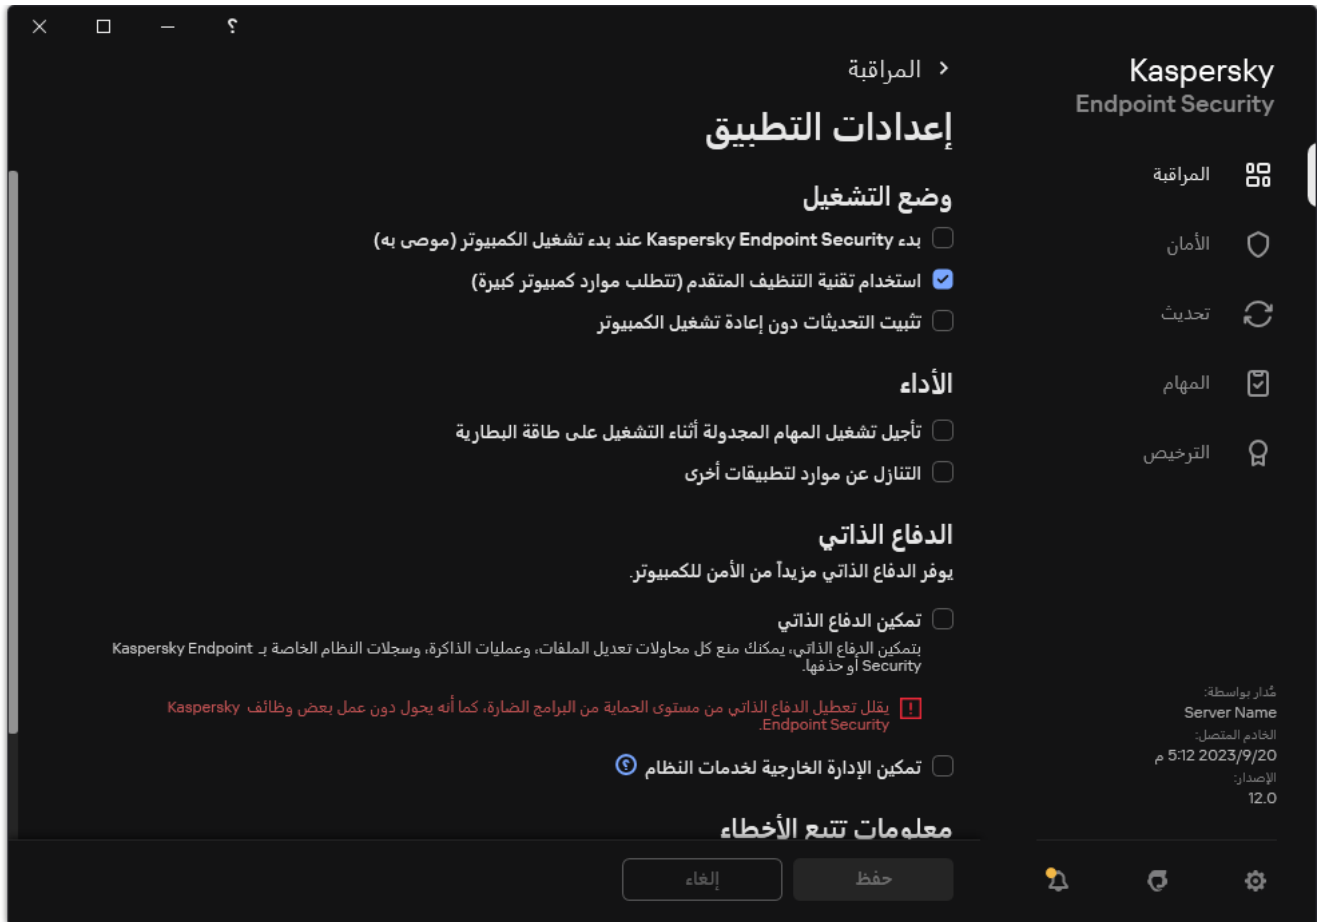 Kaspersky
Endpoint Security
المراقبة
الأمان
تحديث
المهام
الترخيص
مُدار بواسطة:
Server Name
الخادم المتصل:
2023/9/20 5:12 م
الإصدار:
12.0
المراقبة
إعدادات التطبيق
وضع التشغيل
بدء Kaspersky Endpoint Security عند بدء تشغيل الكمبيوتر (موصى به)
استخدام تقنية التنظيف المتقدم (تتطلب موارد كمبيوتر كبيرة)
تثبيت التحديثات دون إعادة تشغيل الكمبيوتر
الأداء
تأجيل تشغيل المهام المجدولة أثناء التشغيل على طاقة البطارية
التنازل عن موارد لتطبيقات أخرى
الدفاع الذاتي
يوفر الدفاع الذاتي مزيداً من الأمن للكمبيوتر.
تمكين الدفاع الذاتي
بتمكين الدفاع الذاتي، يمكنك منع كل محاولات تعديل الملفات، وعمليات الذاكرة، وسجلات النظام الخاصة بـ Kaspersky Endpoint
Security أو حذفها.
يقلل تعطيل الدفاع الذاتي من مستوى الحماية من البرامج الضارة، كما أنه يحول دون عمل بعض وظائف Kaspersky
Endpoint Security.
تمكين الإدارة الخارجية لخدمات النظام
معلومات تتبع الأخطاء
حفظ
إلغاء